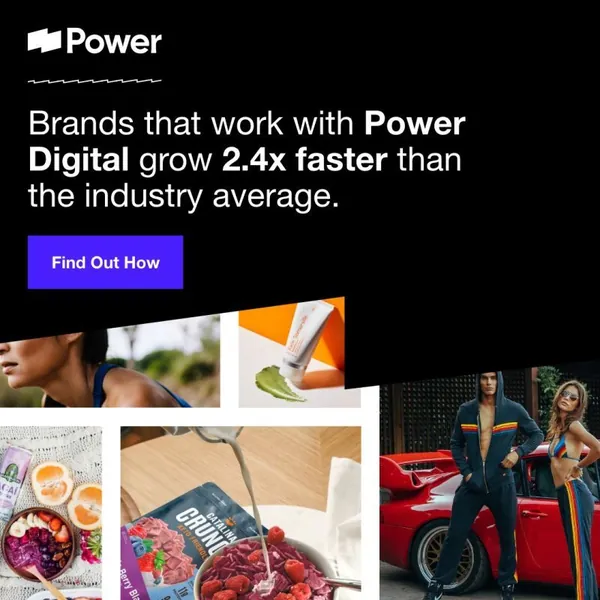 Power
Brands that work with Power
Digital grow 2.4x faster than
the industry average.
Find Out How
CATALINA
CRUNCH